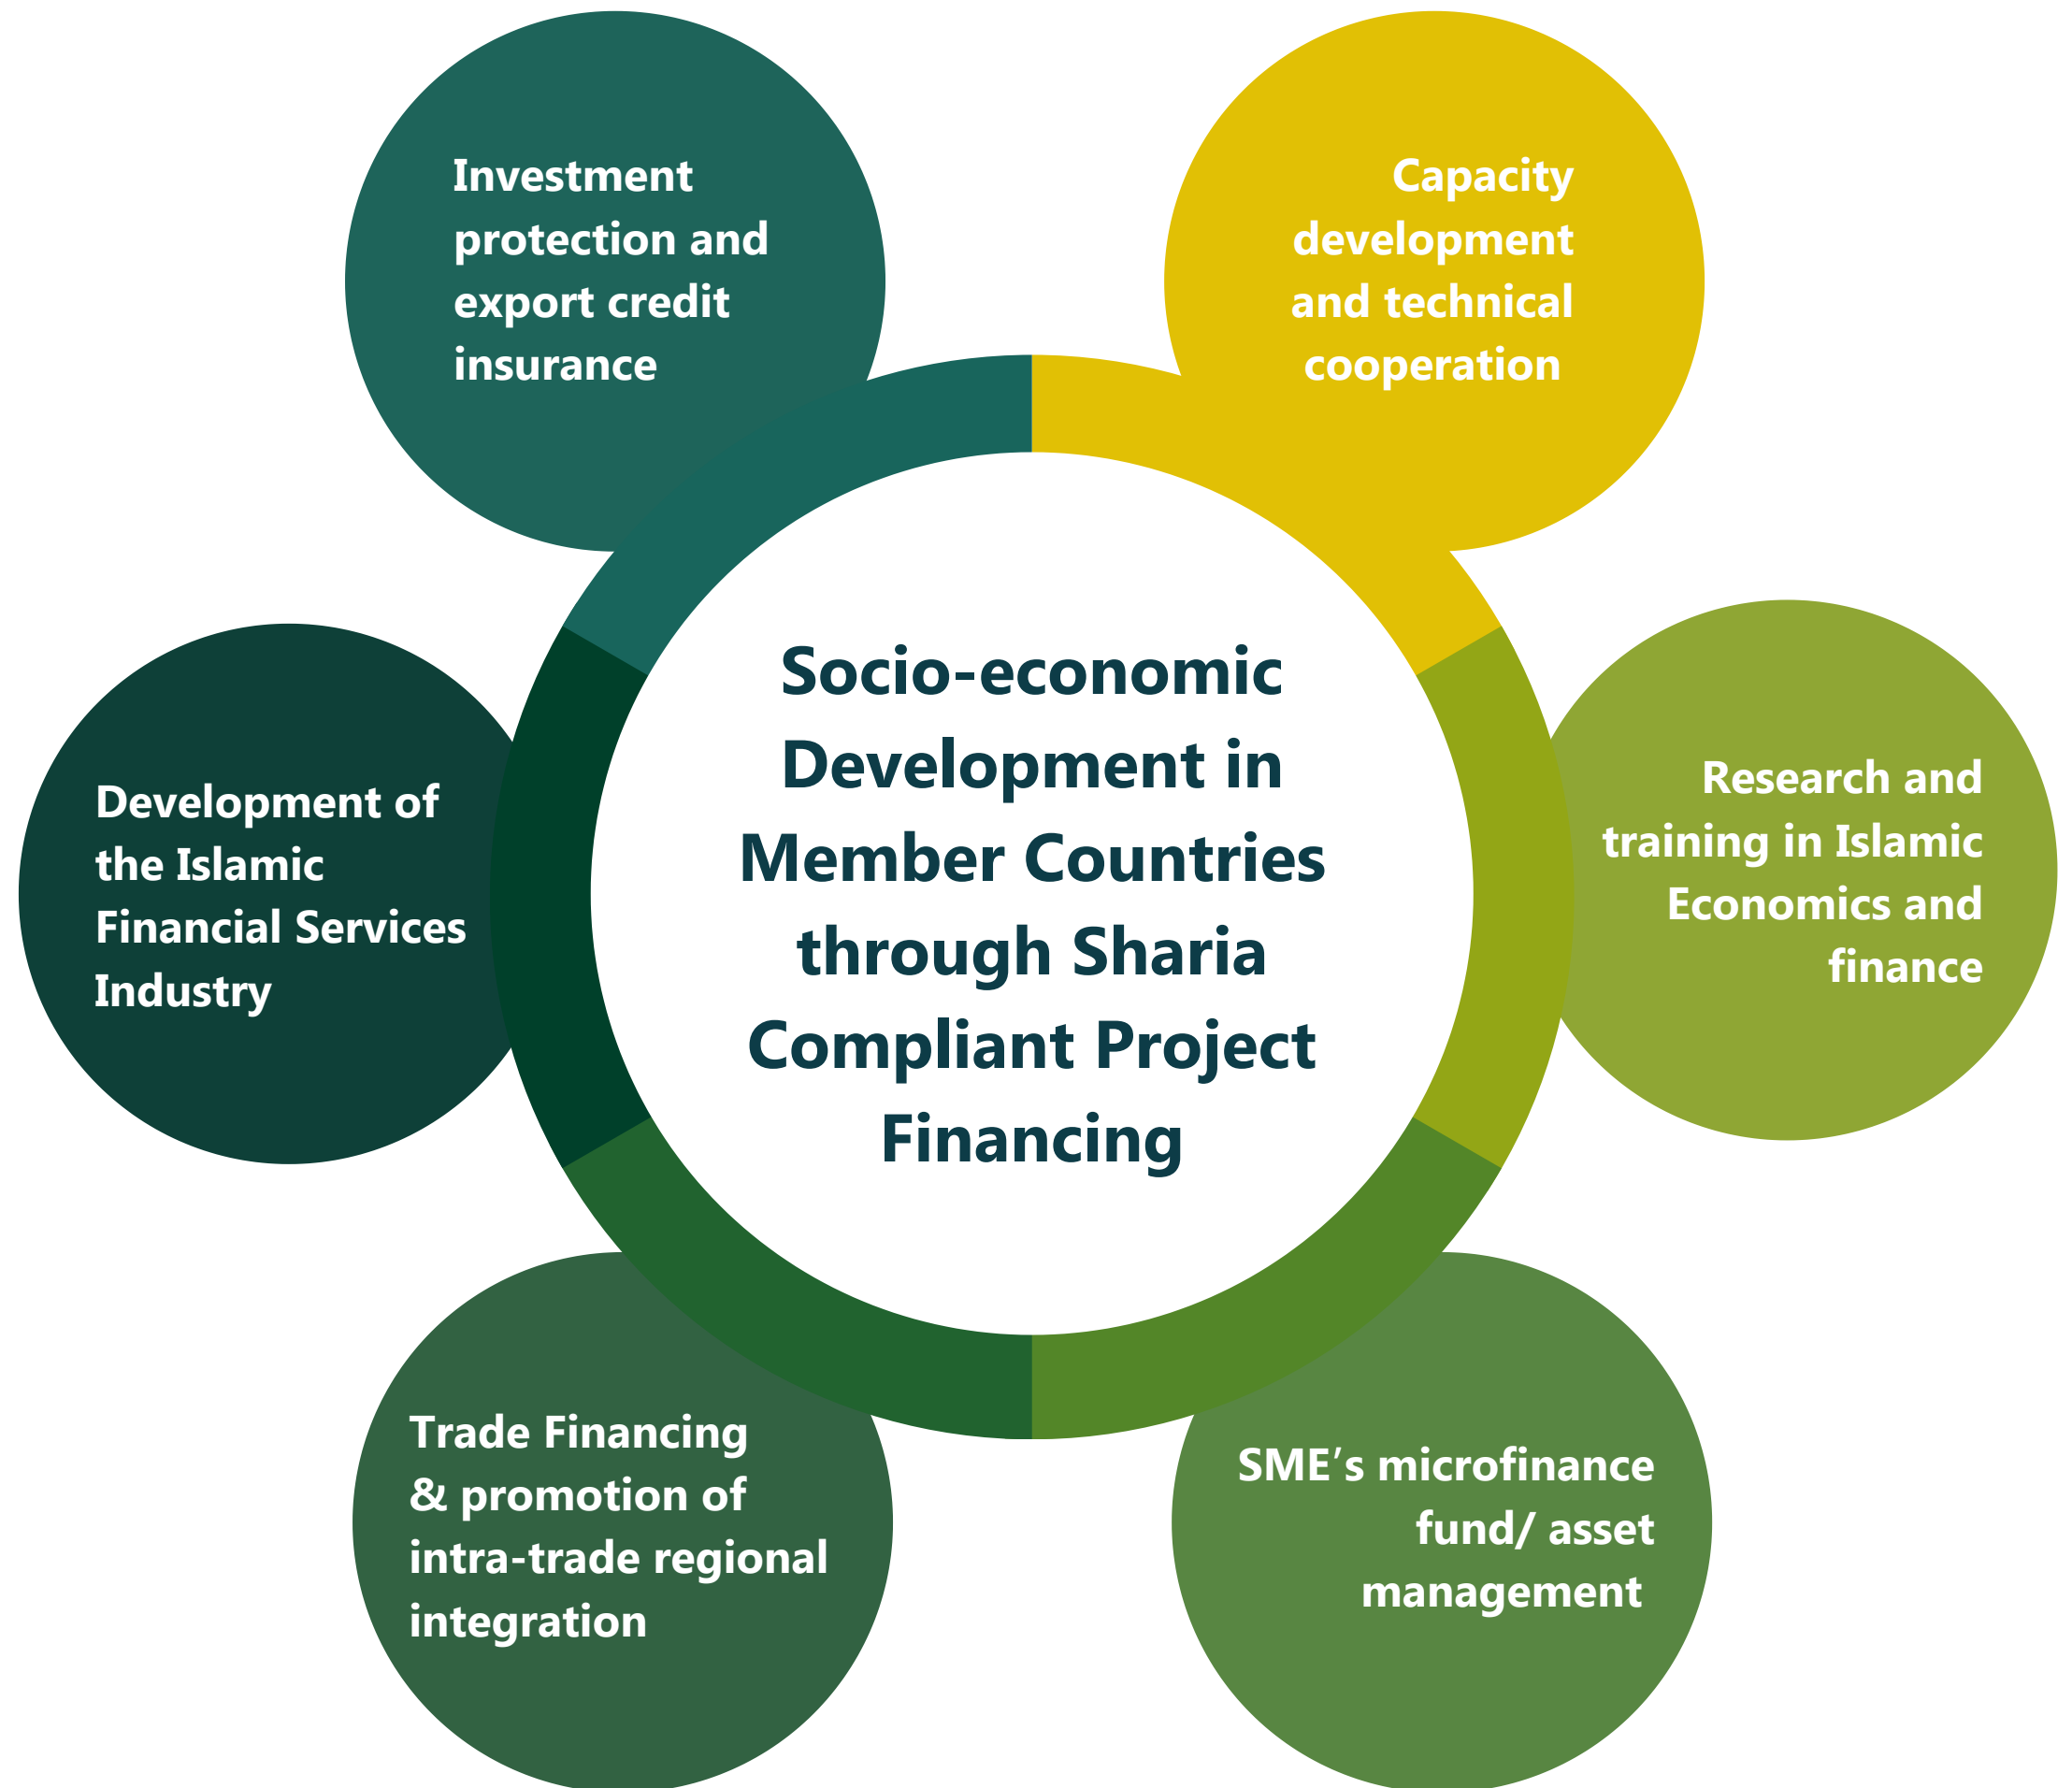 Investment
protection and
export credit
insurance
Capacity
development
and technical
cooperation
Socio-economic
Development in
Member Countries
through Sharia
Compliant Project
Financing
Development of
the Islamic
Financial Services
Industry
Research and
training in Islamic
Economics and
finance
Trade Financing
& promotion of
intra-trade regional
integration
SME’s microfinance
fund/ asset
management